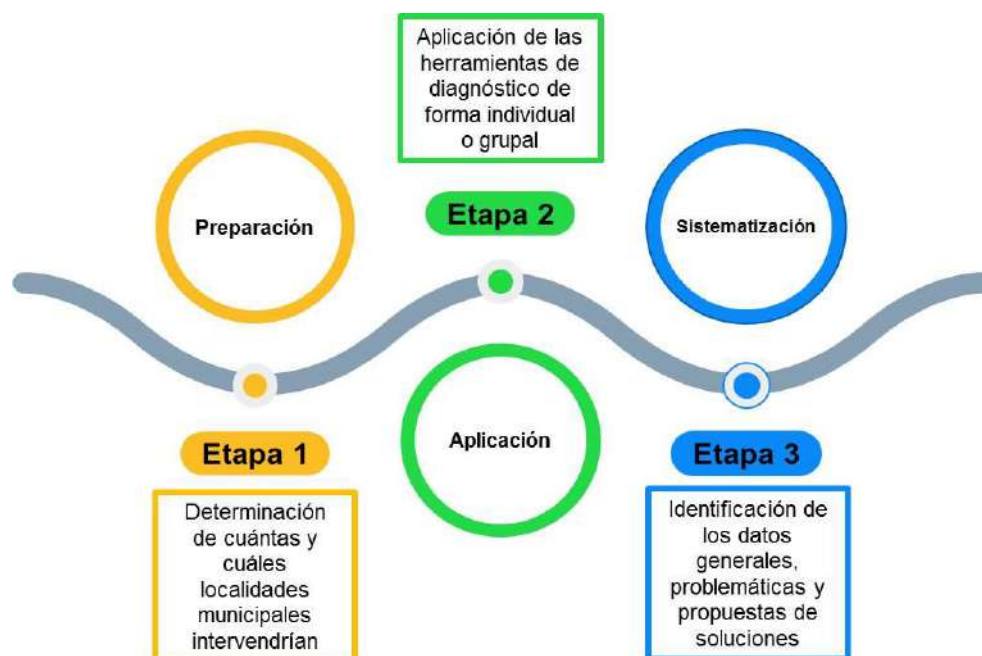 Preparación
Etapa 1
Determinación
de cuántas y
cuáles
localidades
municipales
intervendrían
Aplicación de las
herramientas de
diagnóstico de
forma individual
o grupal
Etapa 2
Aplicación
Sistematización
Etapa 3
Identificación de
los datos
generales,
problemáticas y
propuestas de
soluciones